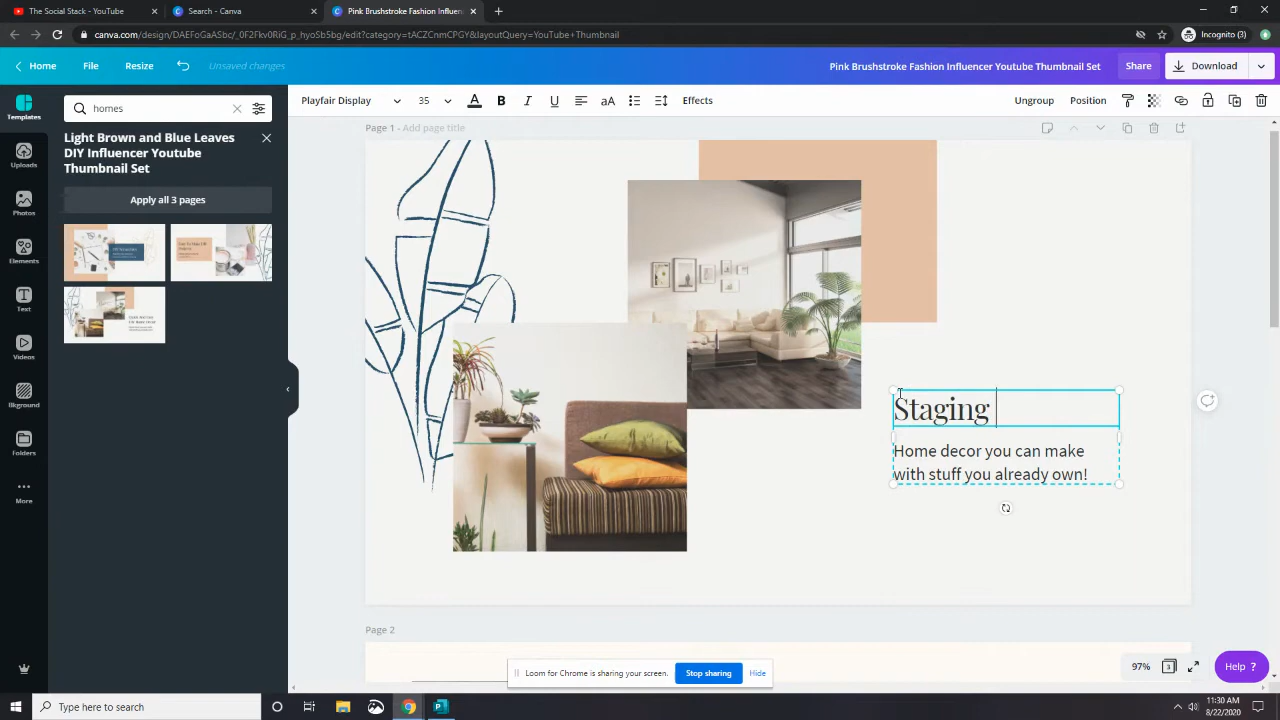 The Social Stack - YouTube
Search - Canva
Pink Brushstroke Fashion Influen
canva.com/design/DAEFoGaASbc/_0F2Fkv0RiG_p_hyoSb5bg/edit?category=tACZCnmCPGY&layoutQuery=YouTube+Thumbnail
Incognito (3)
Home
File
Resize
Unsaved changes
Pink Brushstroke Fashion Influencer Youtube Thumbnail Set
Share
Download
Templates
homes
Playfair Display
35
A
B
I
U
aA
Effects
Ungroup
Position
Page 1 - Add page title
Light Brown and Blue Leaves
DIY Influencer Youtube
Thumbnail Set
Apply all 3 pages
Uploads
Photos
Elements
Text
Videos
Bkground
Folders
More
Staging
Home decor you can make
with stuff you already own!
Page 2
Loom for Chrome is sharing your screen.
Stop sharing
Hide
97%
3
Help ?
Type here to search
11:30 AM
8/22/2020